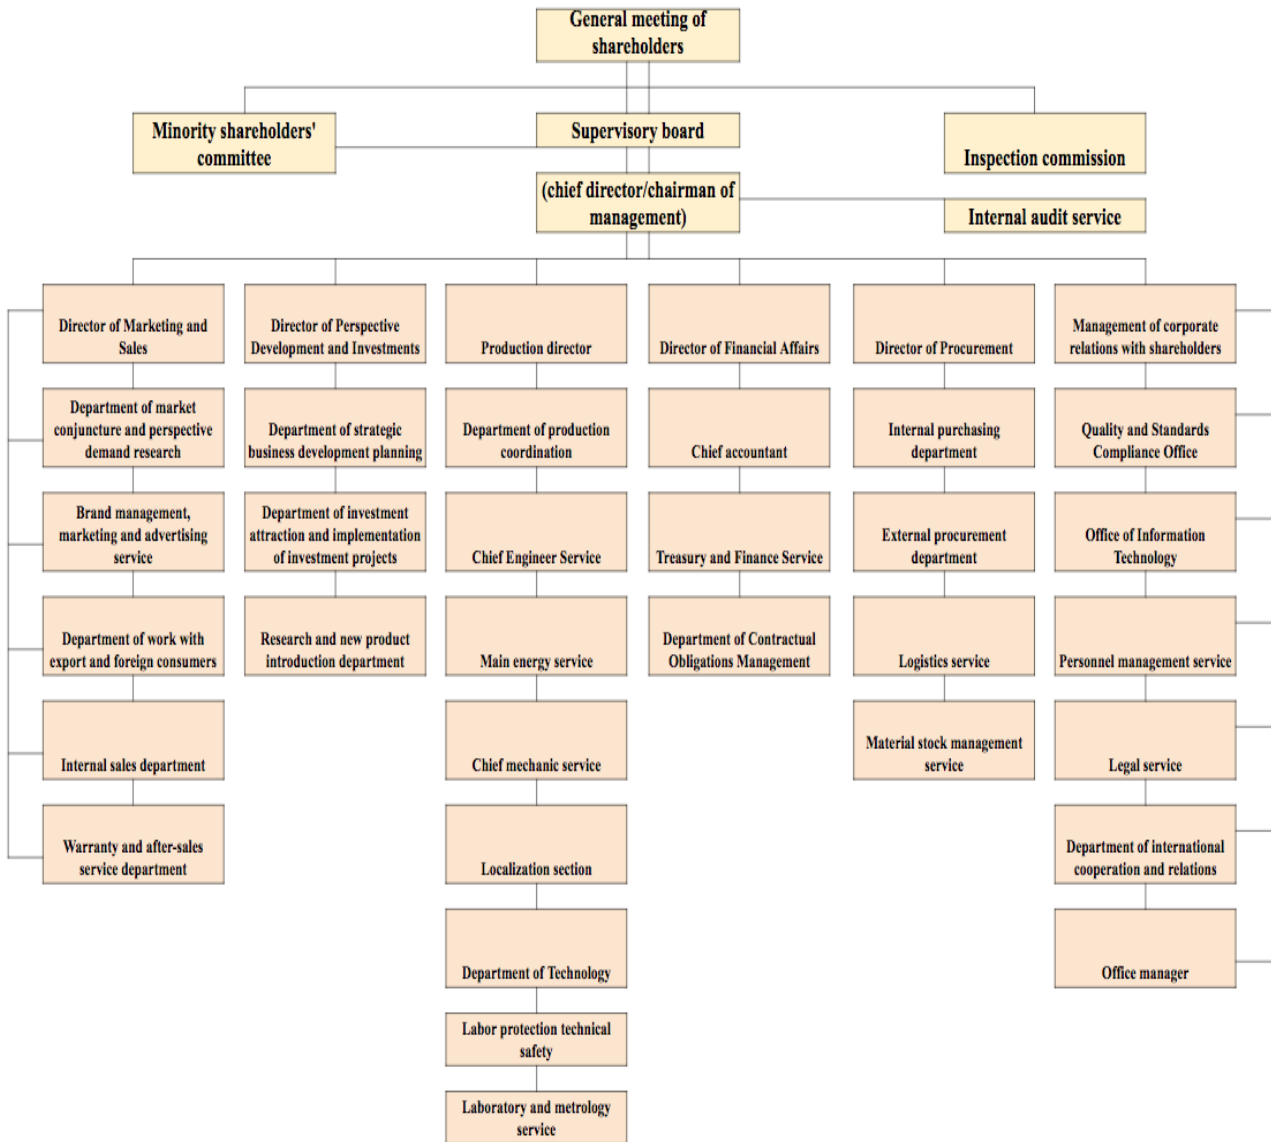 General meeting of
shareholders
Minority shareholders'
committee
Supervisory board
Inspection commission
(chief director/chairman of
management)
Internal audit service
Director of Marketing and
Sales
Director of Perspective
Development and Investments
Production director
Director of Financial Affairs
Director of Procurement
Management of corporate
relations with shareholders
Department of market
conjuncture and perspective
demand research
Department of strategic
business development planning
Department of production
coordination
Chief accountant
Internal purchasing
department
Quality and Standards
Compliance Office
Brand management,
marketing and advertising
service
Department of investment
attraction and implementation
of investment projects
Chief Engineer Service
Treasury and Finance Service
External procurement
department
Office of Information
Technology
Department of work with
export and foreign consumers
Research and new product
introduction department
Main energy service
Department of Contractual
Obligations Management
Logistics service
Personnel management service
Internal sales department
Chief mechanic service
Material stock management
service
Legal service
Warranty and after-sales
service department
Localization section
Department of international
cooperation and relations
Department of Technology
Office manager
Labor protection technical
safety
Laboratory and metrology
service